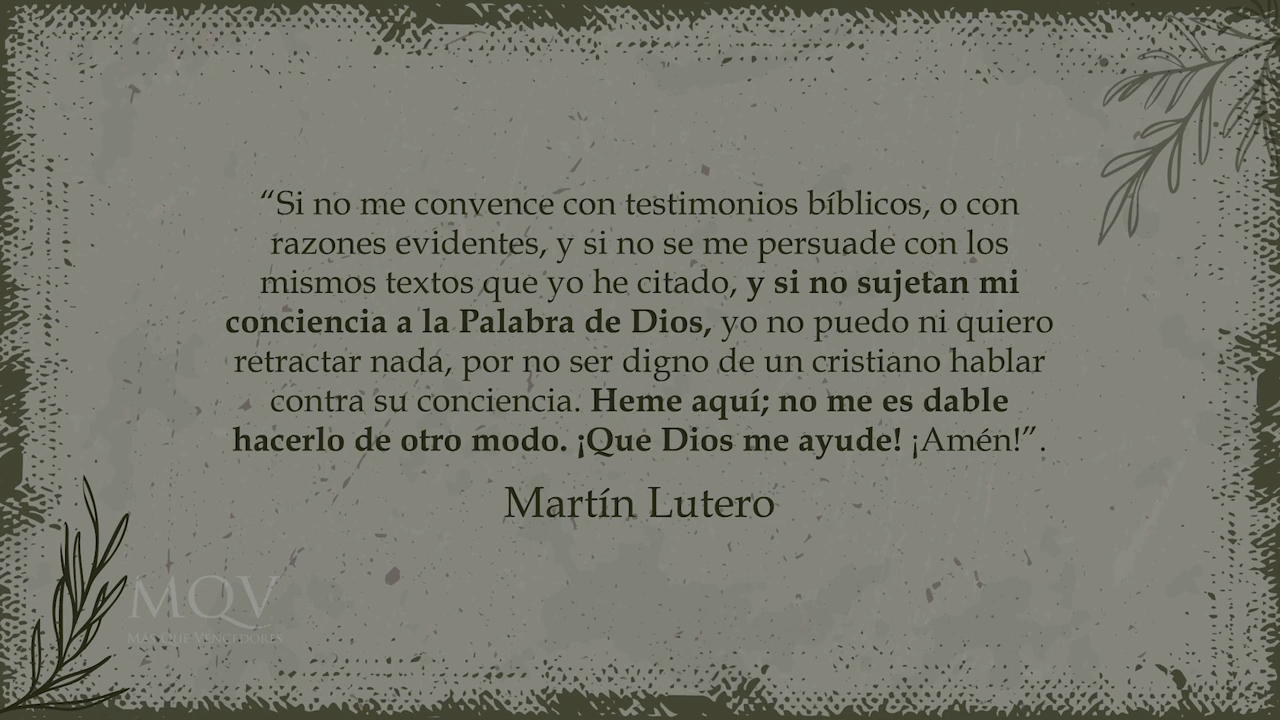 “Si no me convence con testimonios bíblicos, o con
razones evidentes, y si no se me persuade con los
mismos textos que yo he citado, y si no sujetan mi
conciencia a la Palabra de Dios, yo no puedo ni quiero
retractar nada, por no ser digno de un cristiano hablar
contra su conciencia. Heme aquí; no me es dable
hacerlo de otro modo. ¡Que Dios me ayude! ¡Amén!”.
Martín Lutero
MQV
MÁS QUE VENCEDORES